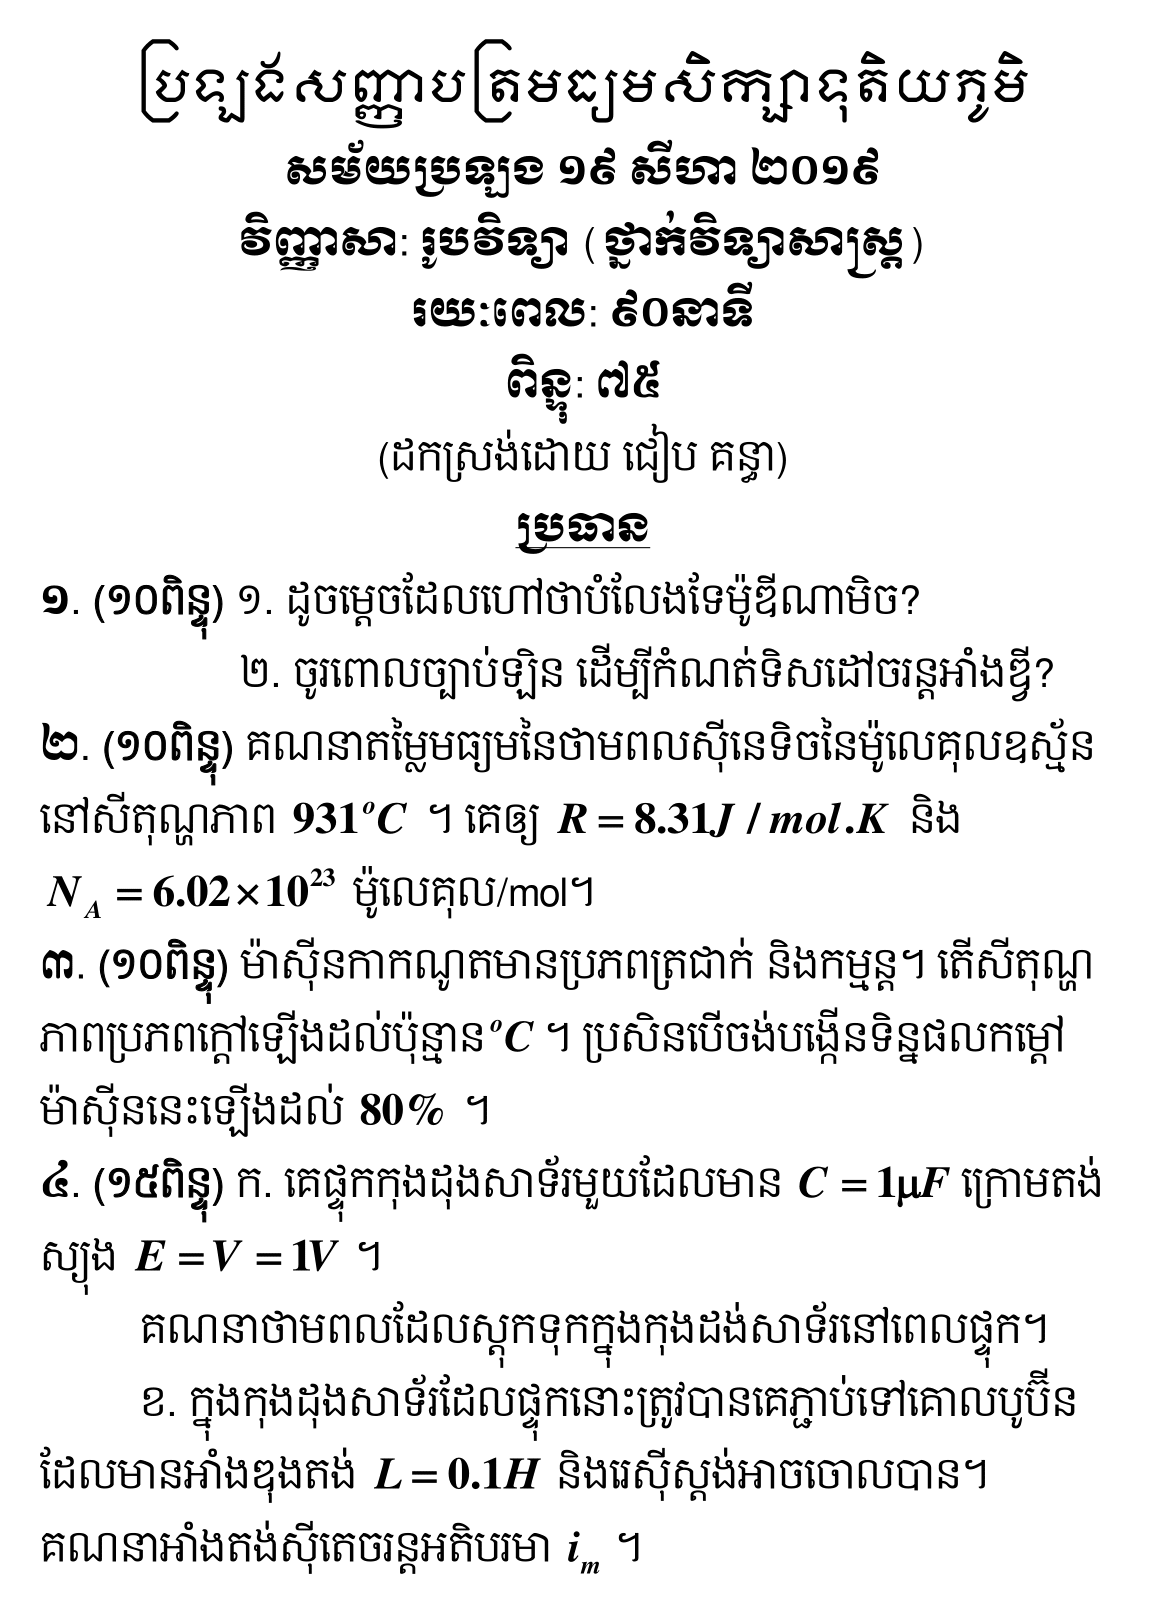 ប្រឡងសញ្ញាបត្រមធ្យមសិក្សាទុតិយភូមិ
សម័យប្រឡង ១៩ សីហា ២០១៩
វិញ្ញាសា: រូបវិទ្យា (ថ្នាក់វិទ្យាសាស្ត្រ)
រយៈពេល: ៩០នាទី
ពិន្ទុ: ៧៥
(ដកស្រង់ដោយ ជៀប គន្ធា)
ប្រធាន
១. (១០ពិន្ទុ) ១. ដូចម្តេចដែលហៅថាបំលែងទែម៉ូឌីណាមិច?
២. ចូរពោលច្បាប់ឡិន ដើម្បីកំណត់ទិសដៅចរន្តអាំងឌ្វី?
២. (១០ពិន្ទុ) គណនាតម្លៃមធ្យមនៃថាមពលស៊ីនេទិចនៃម៉ូលេគុលឧស្ម័ន
នៅសីតុណ្ហភាព 931°C ។ គេឲ្យ R = 8.31J / mol.K និង
N_A = 6.02×10²³ ម៉ូលេគុល/mol។
៣. (១០ពិន្ទុ) ម៉ាស៊ីនកាកណូតមានប្រភពត្រជាក់ និងកម្មន្ត។ តើសីតុណ្ហ
ភាពប្រភពក្តៅឡើងដល់ប៉ុន្មាន°C ។ ប្រសិនបើចង់បង្កើនទិន្នផលកម្តៅ
ម៉ាស៊ីននេះឡើងដល់ 80% ។
៤. (១៥ពិន្ទុ) ក. គេផ្ទុកកុងដុងសាទ័រមួយដែលមាន C = 1μF ក្រោមតង់
ស្យុង E = V = 1V ។
គណនាថាមពលដែលស្តុកទុកក្នុងកុងដង់សាទ័រនៅពេលផ្ទុក។
ខ. ក្នុងកុងដុងសាទ័រដែលផ្ទុកនោះត្រូវបានគេភ្ជាប់ទៅគោលបូប៊ីន
ដែលមានអាំងឌុងតង់ L = 0.1H និងរេស៊ីស្តង់អាចចោលបាន។
គណនាអាំងតង់ស៊ីតេចរន្តអតិបរមា i_m ។